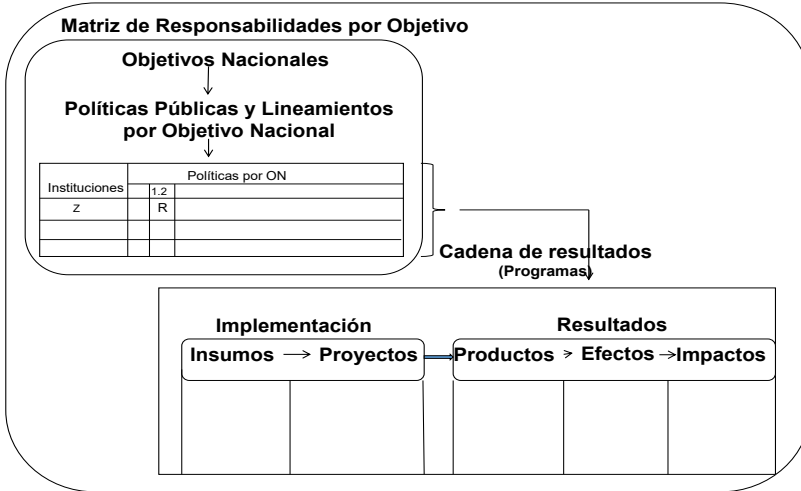 Matriz de Responsabilidades por Objetivo
Objetivos Nacionales
Políticas Públicas y Lineamientos
por Objetivo Nacional
Políticas por ON
Instituciones
1.2
Z
R
Cadena de resultados
(Programas)
Implementación
Resultados
Insumos
Proyectos
Productos
Efectos
Impactos